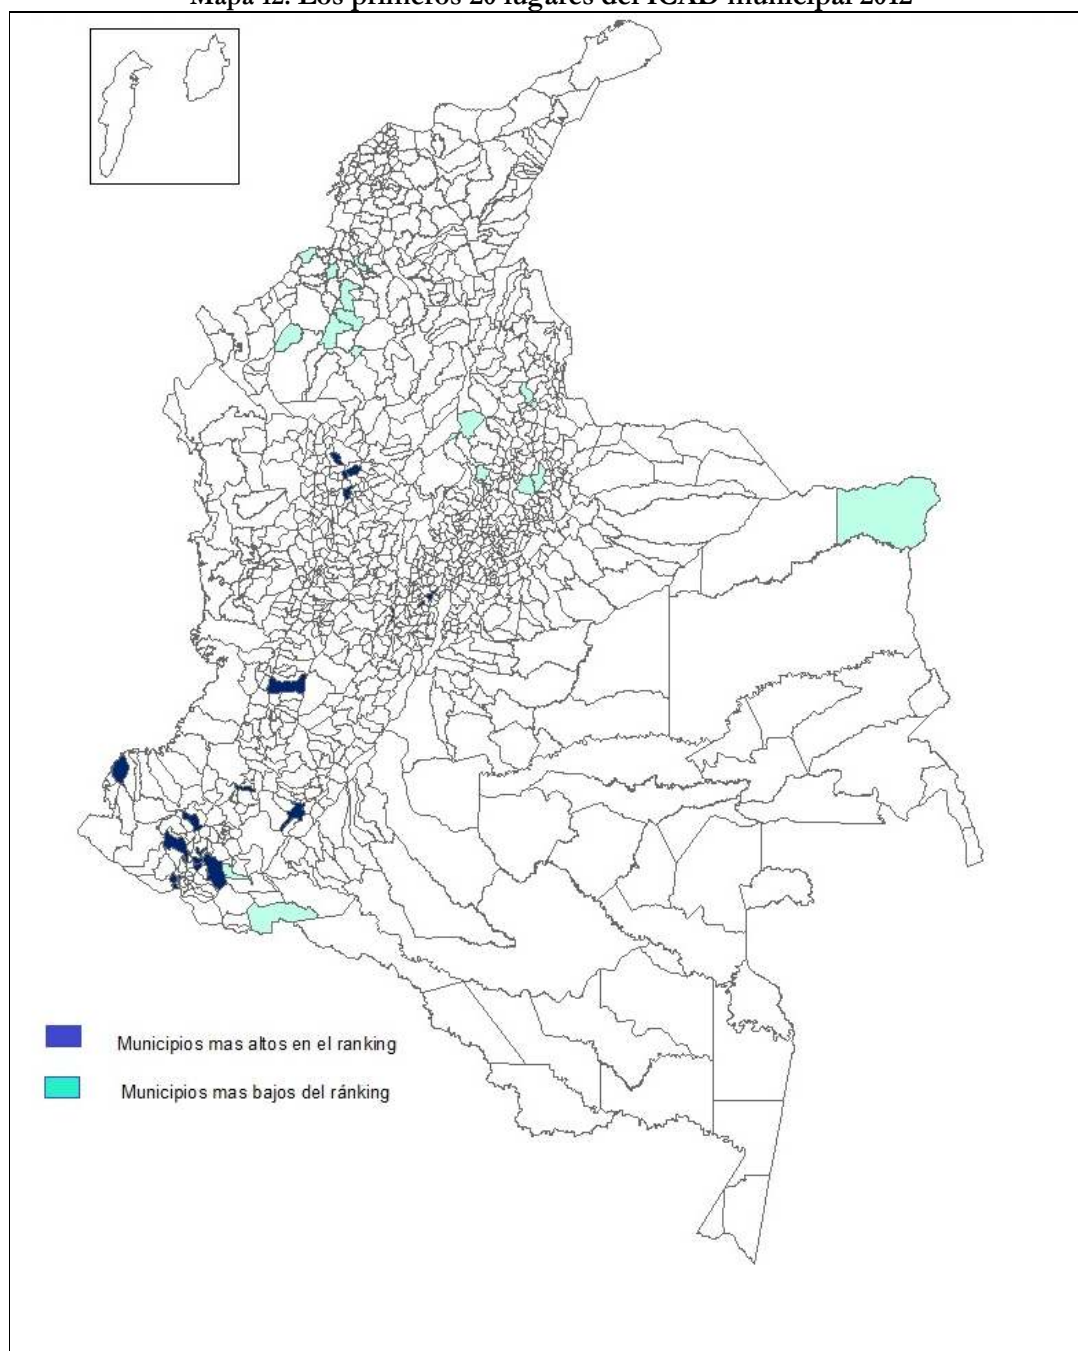 Mapa 12. Los primeros 20 lugares del ICAD municipal 2012
Municipios mas altos en el ranking
Municipios mas bajos del ránking